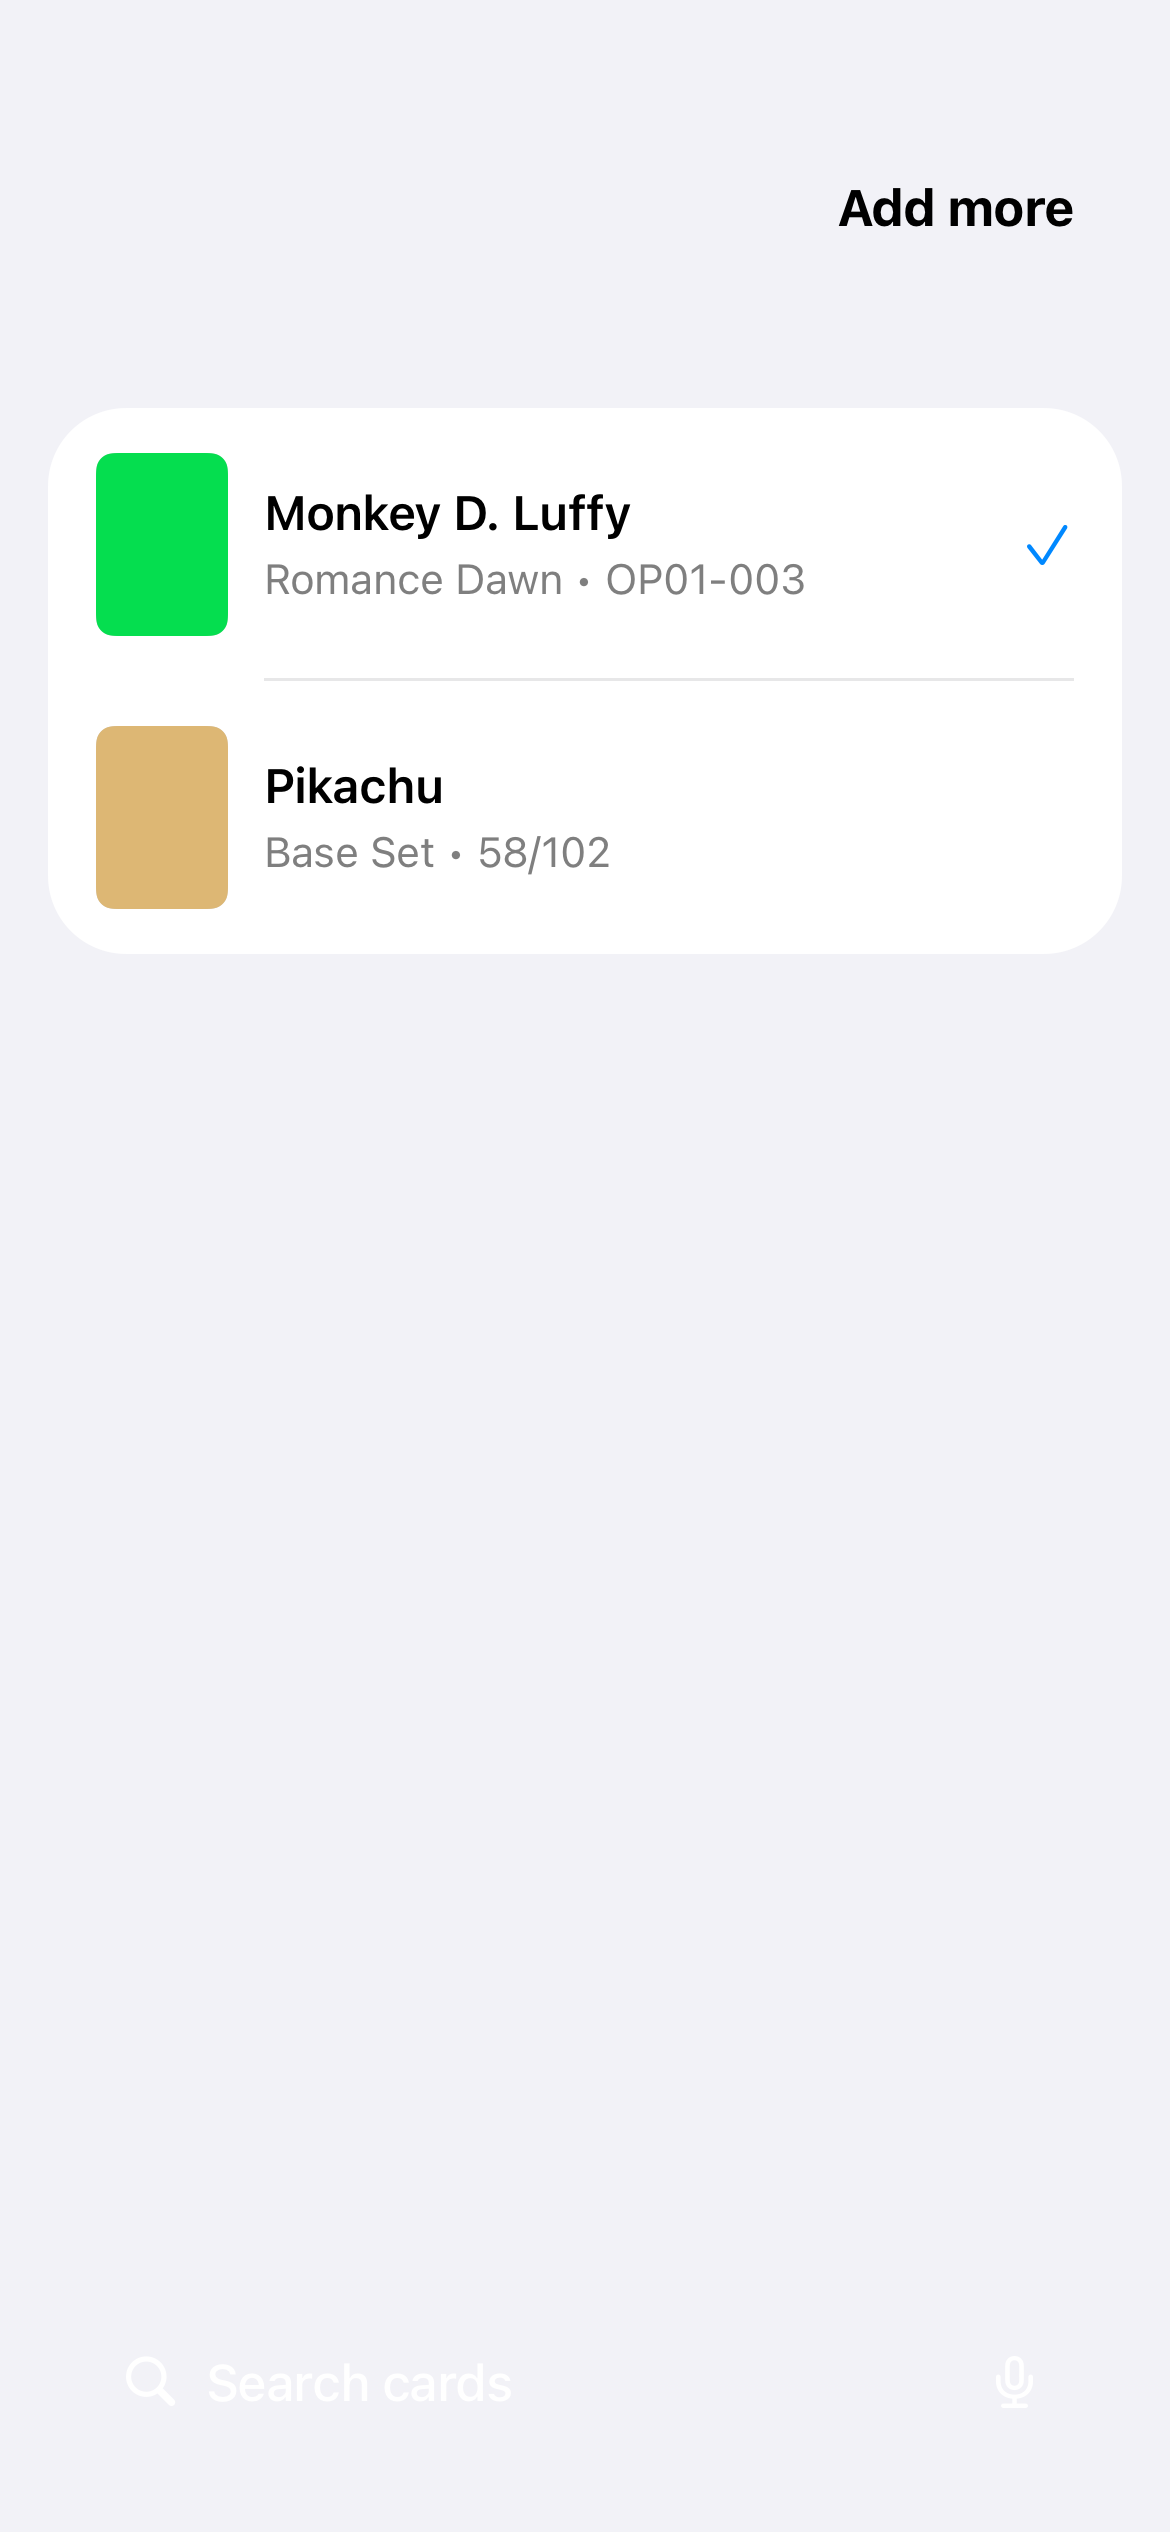 Add more
Monkey D. Luffy
Romance Dawn • OP01-003
Pikachu
Base Set • 58/102
Search cards